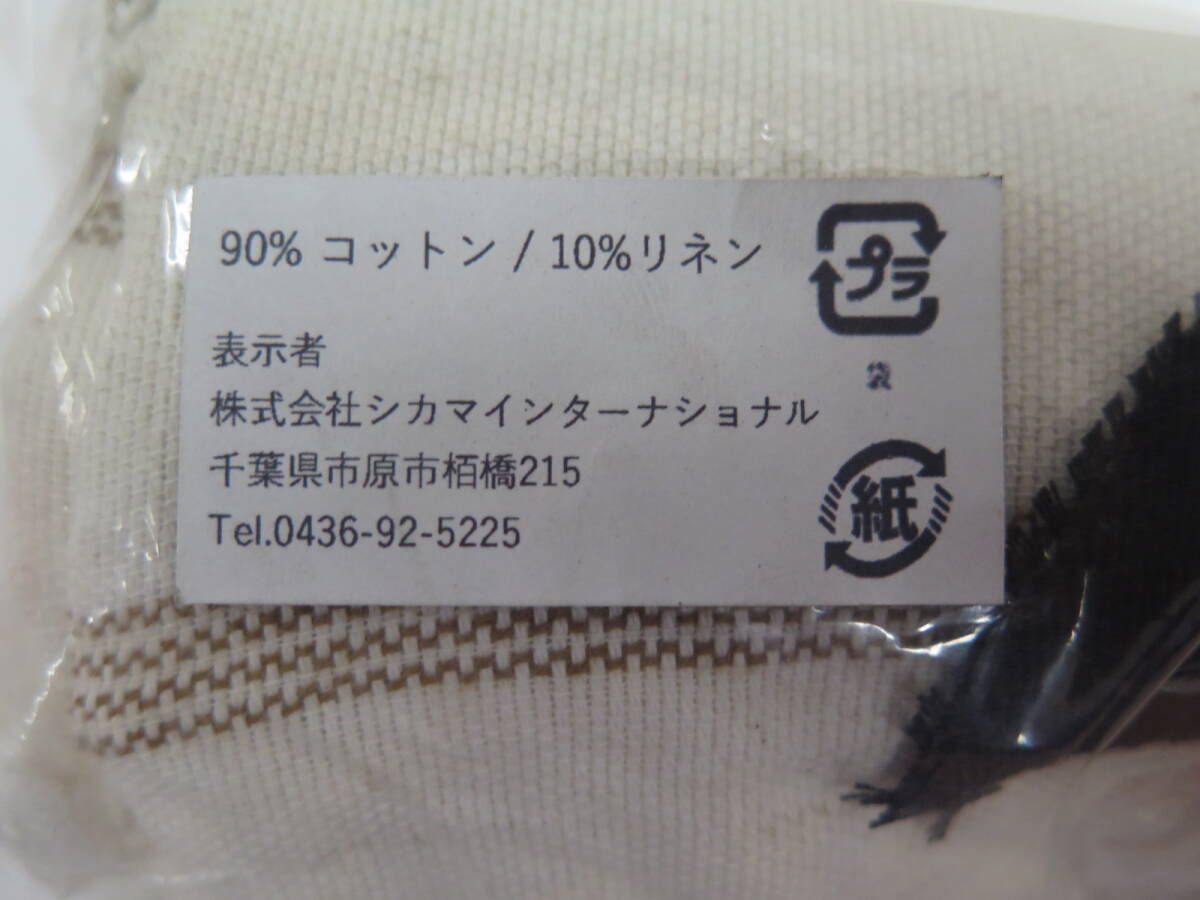 90% コットン / 10%リネン
表示者
株式会社シカマインターナショナル
千葉県市原市栢橋215
Tel.0436-92-5225
プラ
袋
紙